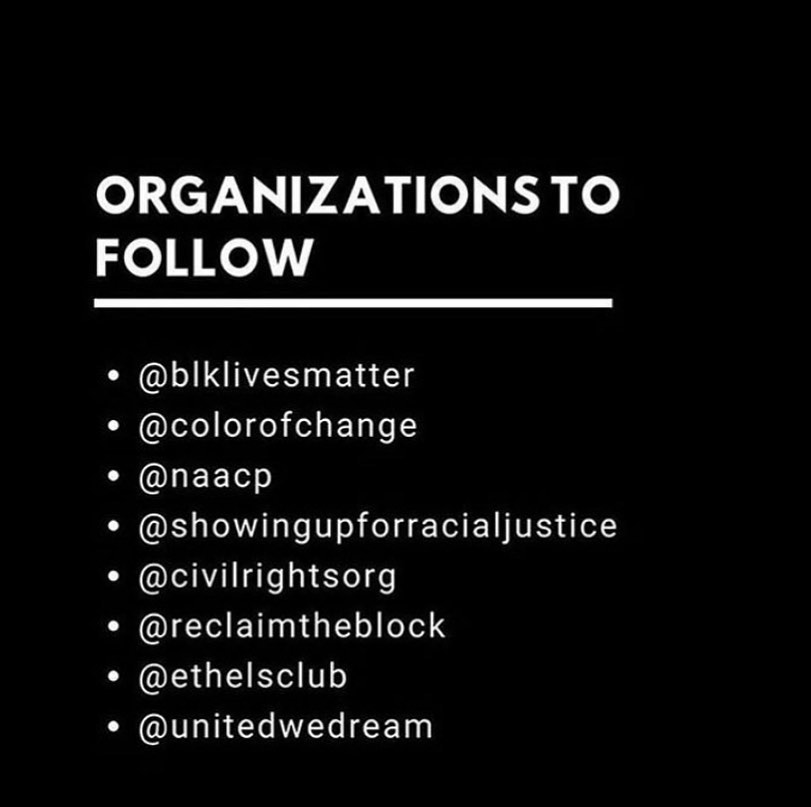 ORGANIZATIONS TO
FOLLOW
• @blklivesmatter
• @colorofchange
• @naacp
• @showingupforracialjustice
• @civilrightsorg
• @reclaimtheblock
• @ethelsclub
• @unitedwedream